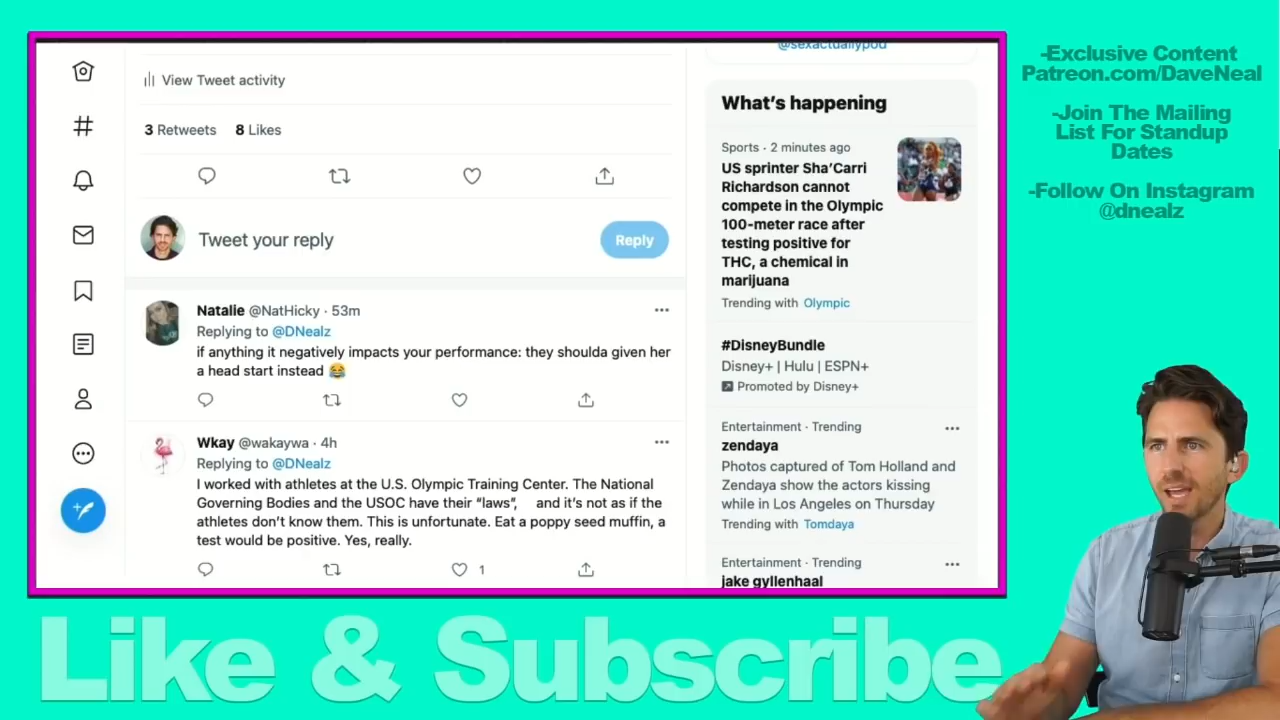 View Tweet activity
3 Retweets 8 Likes
Tweet your reply
Reply
Natalie @NatHicky · 53m
Replying to @DNealz
if anything it negatively impacts your performance: they shoulda given her
a head start instead 😂
Wkay @wakaywa · 4h
Replying to @DNealz
I worked with athletes at the U.S. Olympic Training Center. The National
Governing Bodies and the USOC have their “laws”, and it’s not as if the
athletes don’t know them. This is unfortunate. Eat a poppy seed muffin, a
test would be positive. Yes, really.
1
@sexactuallypod
What’s happening
Sports · 2 minutes ago
US sprinter Sha’Carri
Richardson cannot
compete in the Olympic
100-meter race after
testing positive for
THC, a chemical in
marijuana
Trending with Olympic
#DisneyBundle
Disney+ | Hulu | ESPN+
Promoted by Disney+
Entertainment · Trending
zendaya
Photos captured of Tom Holland and
Zendaya show the actors kissing
while in Los Angeles on Thursday
Trending with Tomdaya
Entertainment · Trending
jake gyllenhaal
-Exclusive Content
Patreon.com/DaveNeal
-Join The Mailing
List For Standup
Dates
-Follow On Instagram
@dnealz
Like & Subscribe